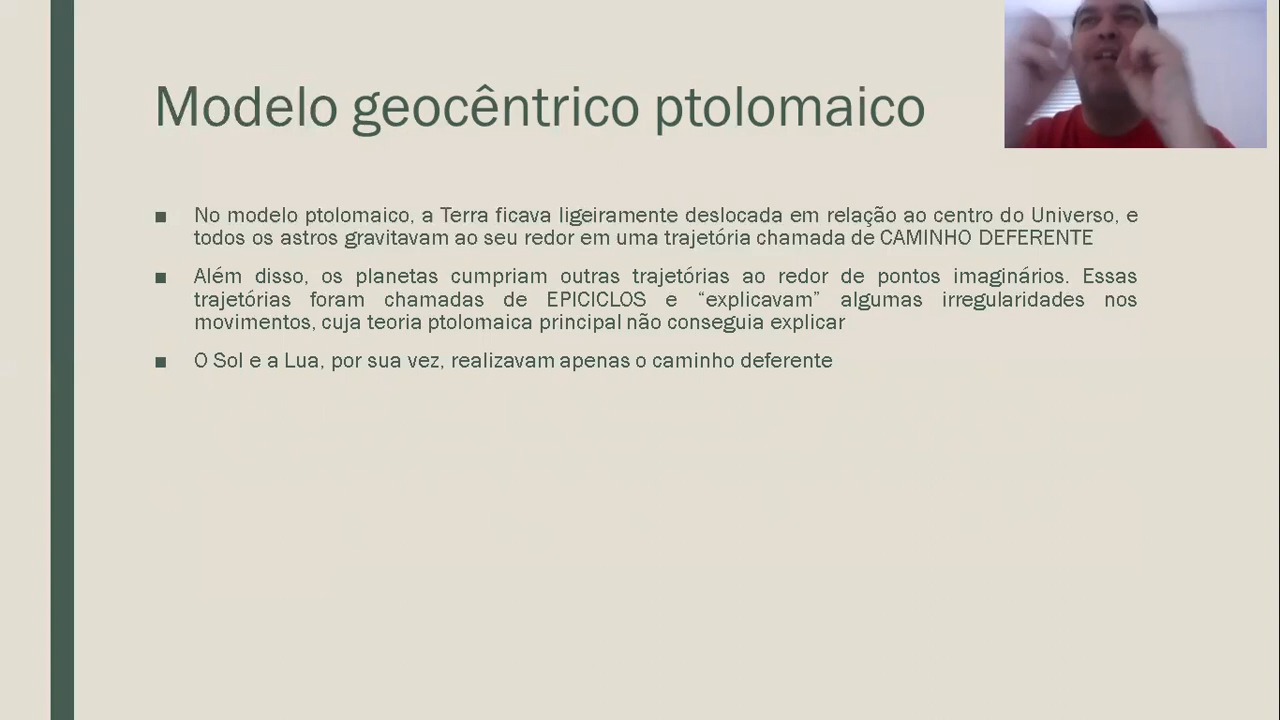 Modelo geocêntrico ptolomaico
■ No modelo ptolomaico, a Terra ficava ligeiramente deslocada em relação ao centro do Universo, e
todos os astros gravitavam ao seu redor em uma trajetória chamada de CAMINHO DEFERENTE
■ Além disso, os planetas cumpriam outras trajetórias ao redor de pontos imaginários. Essas
trajetórias foram chamadas de EPICICLOS e “explicavam” algumas irregularidades nos
movimentos, cuja teoria ptolomaica principal não conseguia explicar
■ O Sol e a Lua, por sua vez, realizavam apenas o caminho deferente